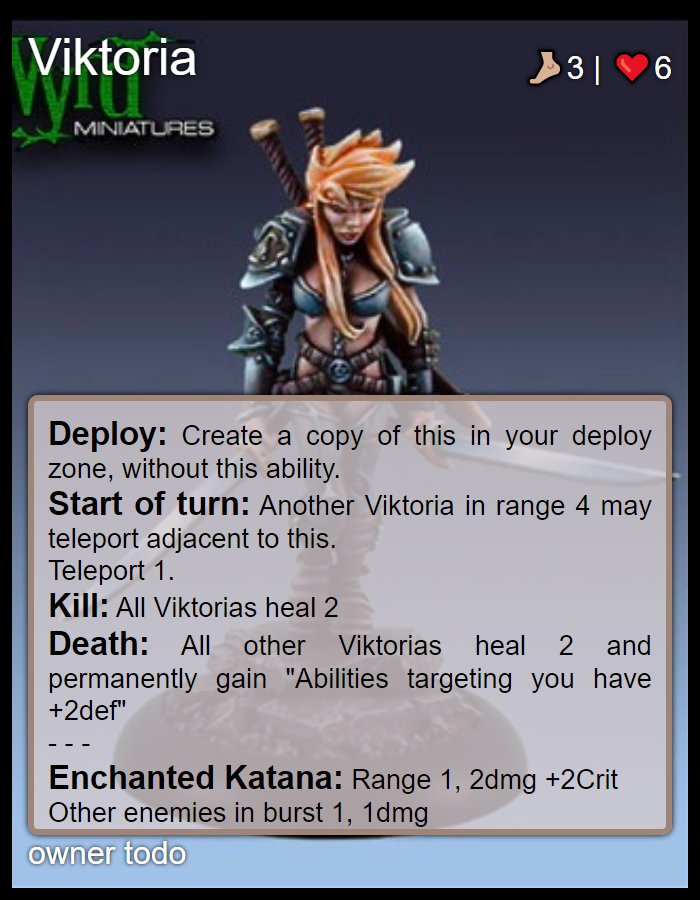 Viktoria
🦶3 | ❤️6
Wyrd
MINIATURES
Deploy: Create a copy of this in your deploy
zone, without this ability.
Start of turn: Another Viktoria in range 4 may
teleport adjacent to this.
Teleport 1.
Kill: All Viktorias heal 2
Death: All other Viktorias heal 2 and
permanently gain "Abilities targeting you have
+2def"
- - -
Enchanted Katana: Range 1, 2dmg +2Crit
Other enemies in burst 1, 1dmg
owner todo